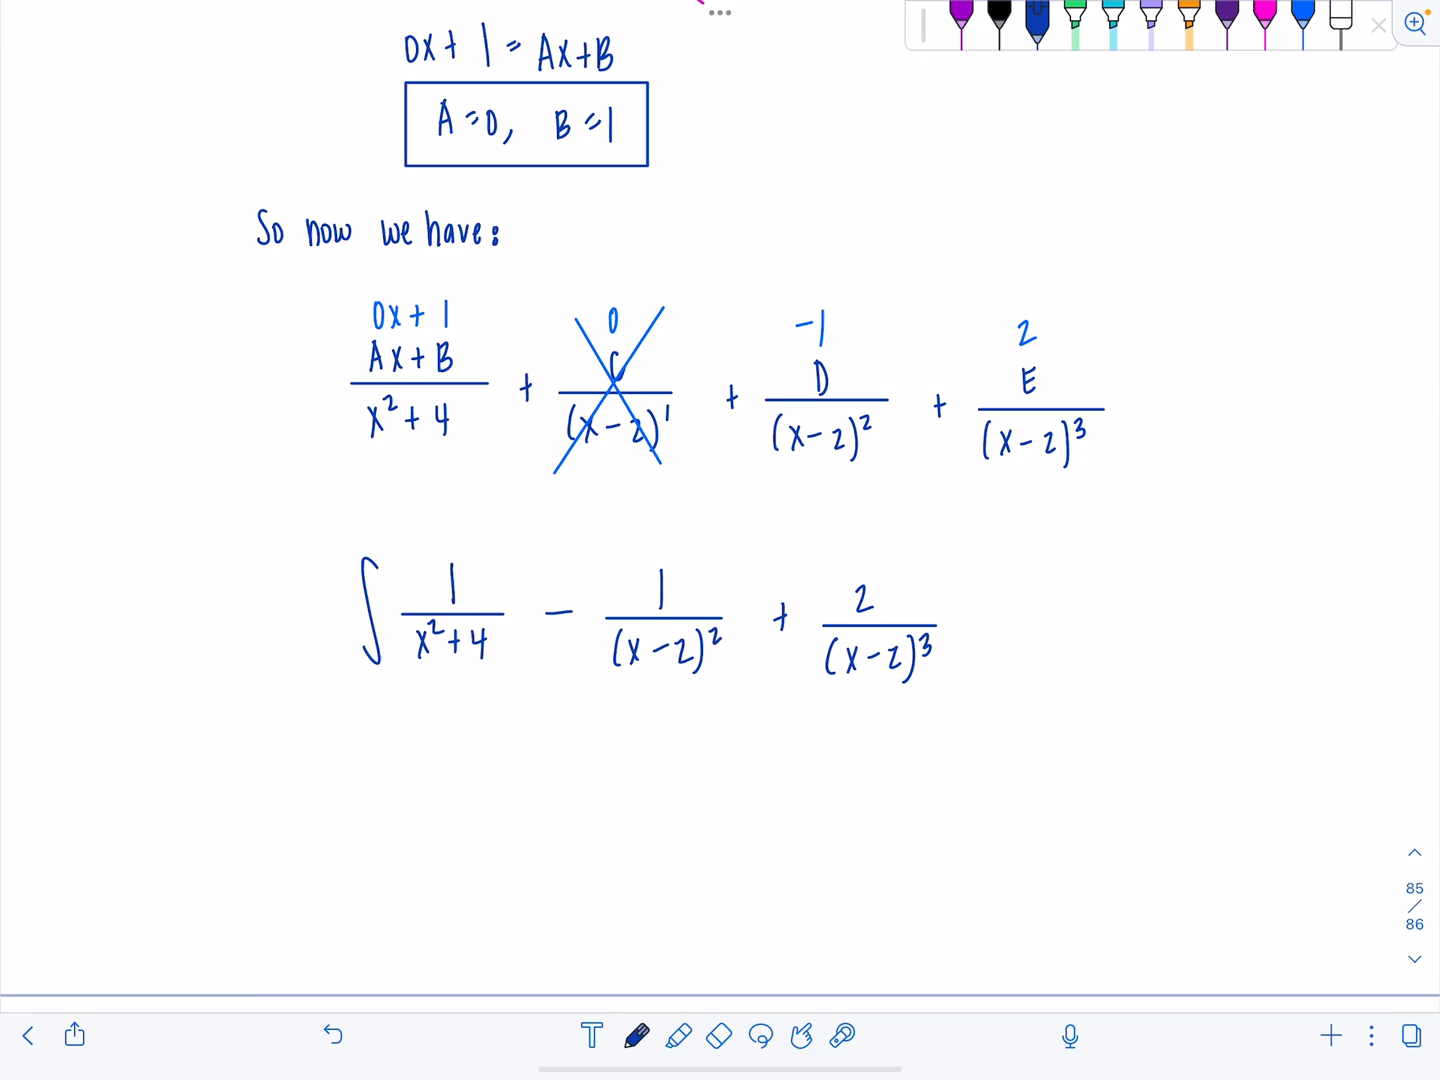 0x + 1 = Ax + B
A = 0, B = 1
So now we have:
0x + 1 0 -1 2
Ax + B C D E
x² + 4 + (x - 2)¹ + (x - 2)² + (x - 2)³
∫ 1 - 1 + 2
x² + 4 (x - 2)² (x - 2)³
85
/
86
T